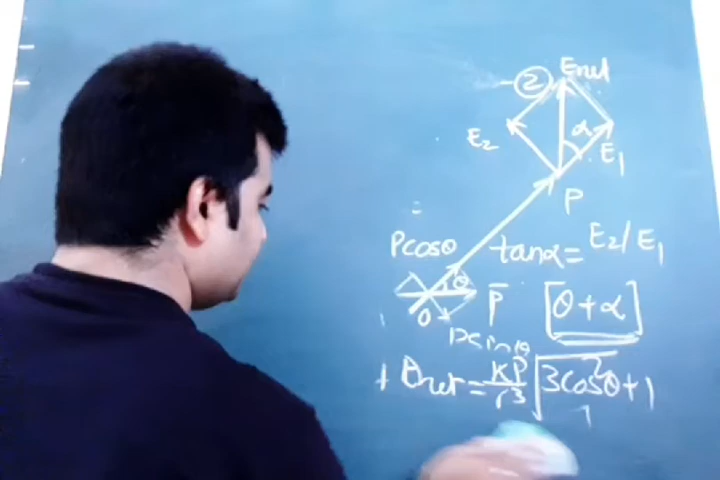 ② Enet
E₂ α E₁
P
Pcosθ tanα = E₂/E₁
θ P̅ [θ + α]
O Psinθ
Enet = KP/r³ √3cos²θ + 1